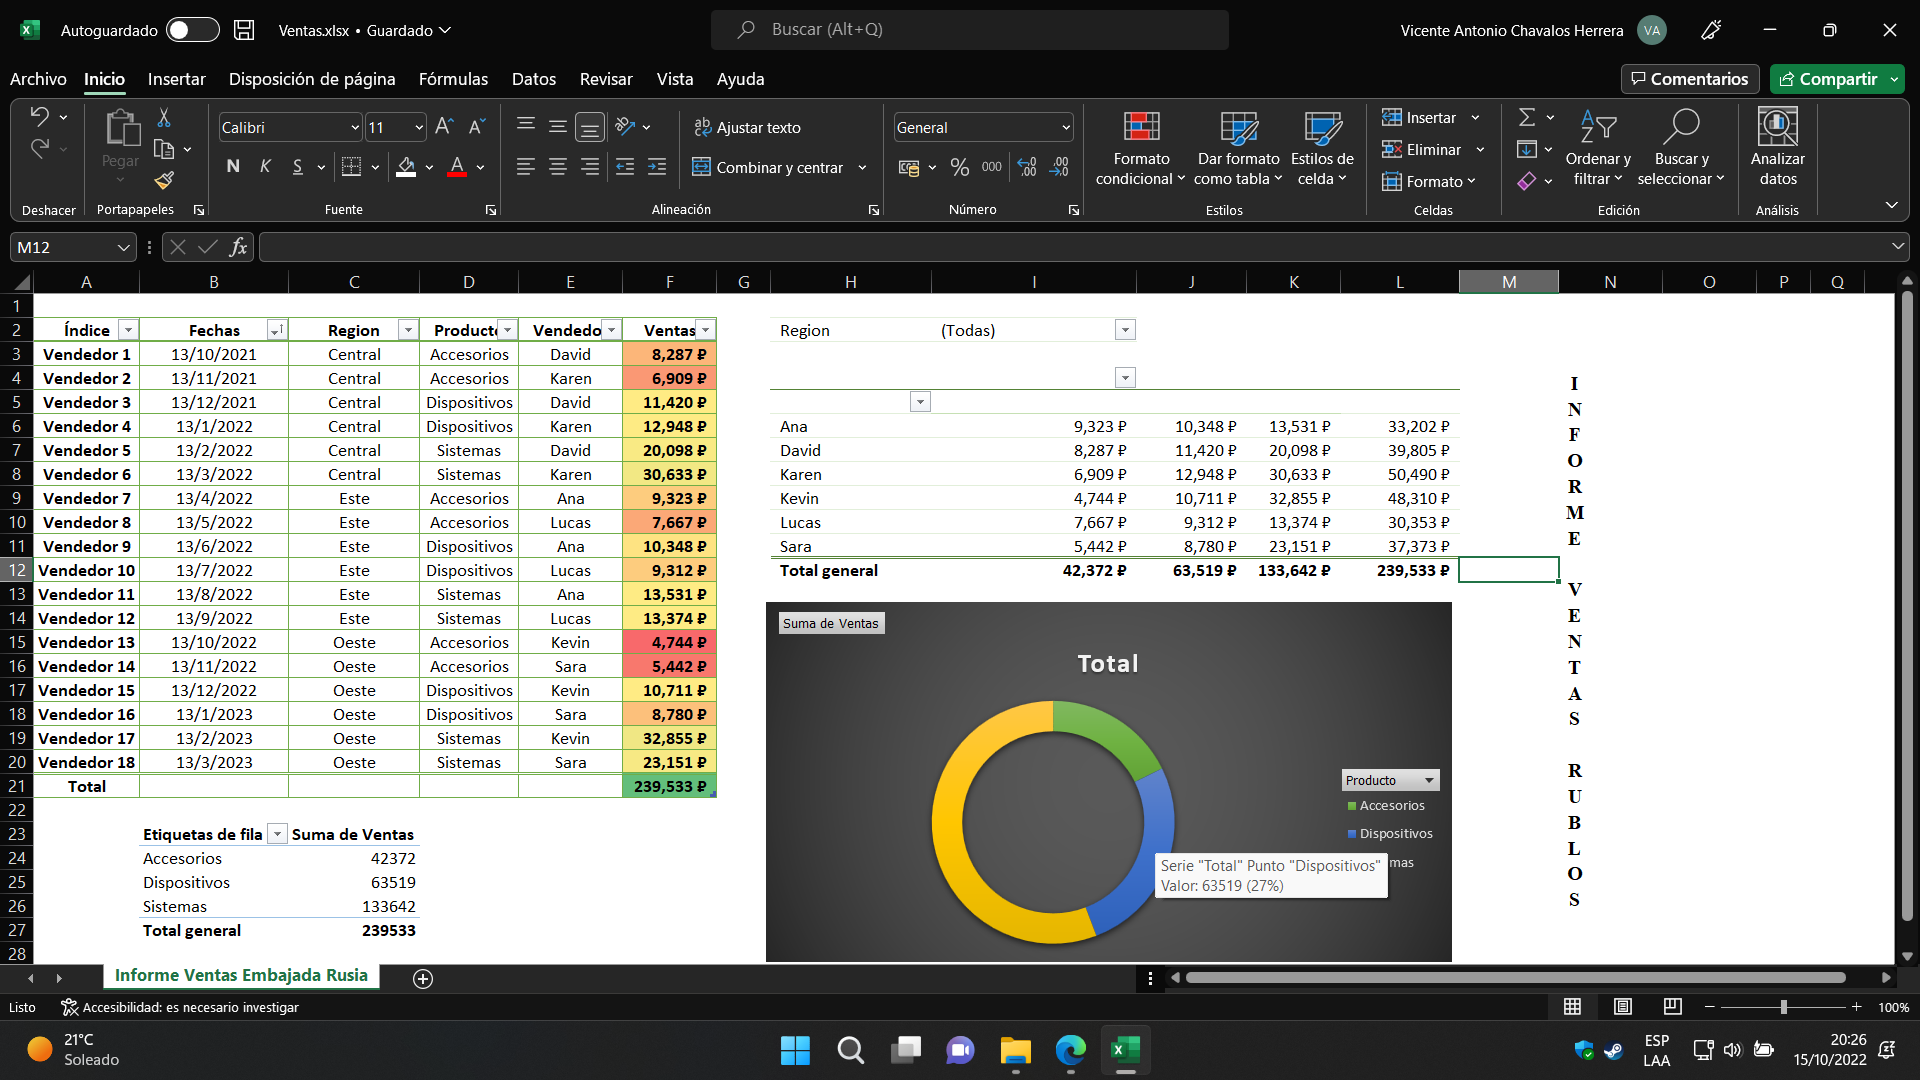 Autoguardado Ventas.xlsx • Guardado Buscar (Alt+Q) Vicente Antonio Chavalos Herrera VA
Archivo Inicio Insertar Disposición de página Fórmulas Datos Revisar Vista Ayuda Comentarios Compartir
Pegar
Calibri 11
N K S
Ajustar texto
Combinar y centrar
General
% 000
Formato condicional
Dar formato como tabla
Estilos de celda
Insertar
Eliminar
Formato
Ordenar y filtrar
Buscar y seleccionar
Analizar datos
Deshacer Portapapeles Fuente Alineación Número Estilos Celdas Edición Análisis
M12 fx
A B C D E F G H I J K L M N O P Q
1
2 Índice Fechas Region Producto Vendedo Ventas Region (Todas)
3 Vendedor 1 13/10/2021 Central Accesorios David 8,287 ₽
4 Vendedor 2 13/11/2021 Central Accesorios Karen 6,909 ₽
5 Vendedor 3 13/12/2021 Central Dispositivos David 11,420 ₽
6 Vendedor 4 13/1/2022 Central Dispositivos Karen 12,948 ₽ Ana 9,323 ₽ 10,348 ₽ 13,531 ₽ 33,202 ₽
7 Vendedor 5 13/2/2022 Central Sistemas David 20,098 ₽ David 8,287 ₽ 11,420 ₽ 20,098 ₽ 39,805 ₽
8 Vendedor 6 13/3/2022 Central Sistemas Karen 30,633 ₽ Karen 6,909 ₽ 12,948 ₽ 30,633 ₽ 50,490 ₽
9 Vendedor 7 13/4/2022 Este Accesorios Ana 9,323 ₽ Kevin 4,744 ₽ 10,711 ₽ 32,855 ₽ 48,310 ₽
10 Vendedor 8 13/5/2022 Este Accesorios Lucas 7,667 ₽ Lucas 7,667 ₽ 9,312 ₽ 13,374 ₽ 30,353 ₽
11 Vendedor 9 13/6/2022 Este Dispositivos Ana 10,348 ₽ Sara 5,442 ₽ 8,780 ₽ 23,151 ₽ 37,373 ₽
12 Vendedor 10 13/7/2022 Este Dispositivos Lucas 9,312 ₽ Total general 42,372 ₽ 63,519 ₽ 133,642 ₽ 239,533 ₽
13 Vendedor 11 13/8/2022 Este Sistemas Ana 13,531 ₽
14 Vendedor 12 13/9/2022 Este Sistemas Lucas 13,374 ₽
15 Vendedor 13 13/10/2022 Oeste Accesorios Kevin 4,744 ₽
16 Vendedor 14 13/11/2022 Oeste Accesorios Sara 5,442 ₽
17 Vendedor 15 13/12/2022 Oeste Dispositivos Kevin 10,711 ₽
18 Vendedor 16 13/1/2023 Oeste Dispositivos Sara 8,780 ₽
19 Vendedor 17 13/2/2023 Oeste Sistemas Kevin 32,855 ₽
20 Vendedor 18 13/3/2023 Oeste Sistemas Sara 23,151 ₽
21 Total 239,533 ₽
22
23 Etiquetas de fila Suma de Ventas
24 Accesorios 42372
25 Dispositivos 63519
26 Sistemas 133642
27 Total general 239533
28
Suma de Ventas
Total
Producto
Accesorios
Dispositivos
mas
Serie "Total" Punto "Dispositivos"
Valor: 63519 (27%)
INFORME VENTAS RUBLOS
Informe Ventas Embajada Rusia
Listo Accesibilidad: es necesario investigar 100%
21°C
Soleado
ESP
LAA
20:26
15/10/2022